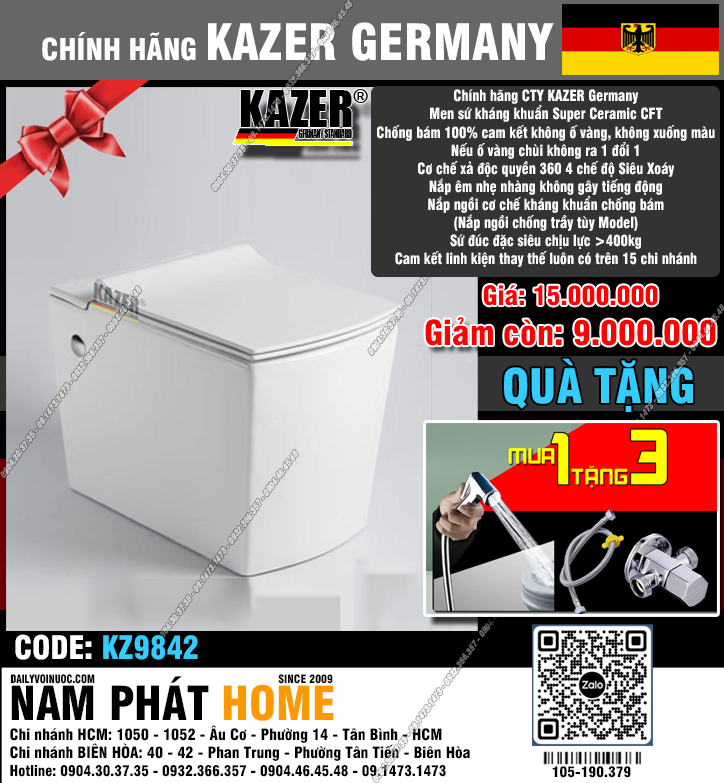 CHÍNH HÃNG KAZER GERMANY
KAZER®
GERMANY STANDARD
Chính hãng CTY KAZER Germany
Men sứ kháng khuẩn Super Ceramic CFT
Chống bám 100% cam kết không ố vàng, không xuống màu
Nếu ố vàng chùi không ra 1 đổi 1
Cơ chế xả độc quyền 360 4 chế độ Siêu Xoáy
Nắp êm nhẹ nhàng không gây tiếng động
Nắp ngồi cơ chế kháng khuẩn chống bám
(Nắp ngồi chống trầy tùy Model)
Sứ đúc đặc siêu chịu lực >400kg
Cam kết linh kiện thay thế luôn có trên 15 chi nhánh
KAZER®
Giá: 15.000.000
Giảm còn: 9.000.000
QUÀ TẶNG
MUA 1 TẶNG 3
CODE: KZ9842
DAILYVOINUOC.COM SINCE 2009
NAM PHÁT HOME
Chi nhánh HCM: 1050 - 1052 - Âu Cơ - Phường 14 - Tân Bình - HCM
Chi nhánh BIÊN HÒA: 40 - 42 - Phan Trung - Phường Tân Tiến - Biên Hòa
Hotline: 0904.30.37.35 - 0932.366.357 - 0904.46.45.48 - 09.1473.1473
Zalo
105-190.379